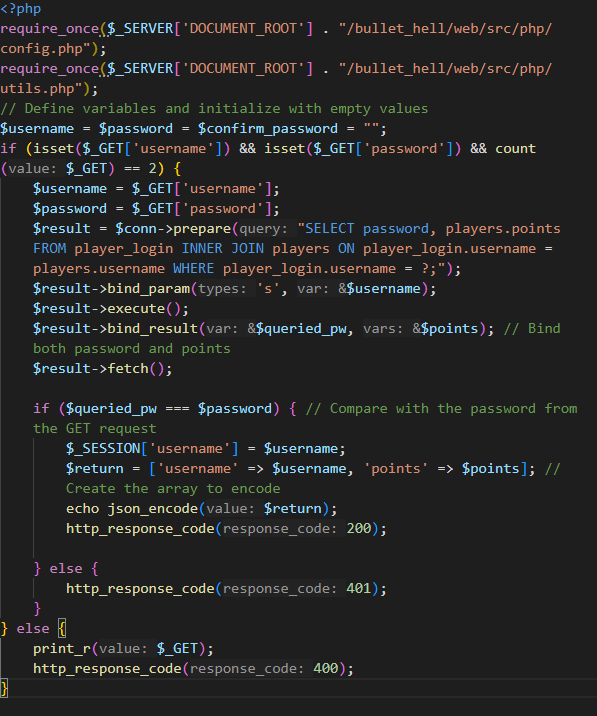 <?php
require_once($_SERVER['DOCUMENT_ROOT'] . "/bullet_hell/web/src/php/
config.php");
require_once($_SERVER['DOCUMENT_ROOT'] . "/bullet_hell/web/src/php/
utils.php");
// Define variables and initialize with empty values
$username = $password = $confirm_password = "";
if (isset($_GET['username']) && isset($_GET['password']) && count
(value: $_GET) == 2) {
    $username = $_GET['username'];
    $password = $_GET['password'];
    $result = $conn->prepare(query: "SELECT password, players.points
    FROM player_login INNER JOIN players ON player_login.username =
    players.username WHERE player_login.username = ?;");
    $result->bind_param(types: 's', var: &$username);
    $result->execute();
    $result->bind_result(var: &$queried_pw, vars: &$points); // Bind
    both password and points
    $result->fetch();

    if ($queried_pw === $password) { // Compare with the password from
    the GET request
        $_SESSION['username'] = $username;
        $return = ['username' => $username, 'points' => $points]; //
        Create the array to encode
        echo json_encode(value: $return);
        http_response_code(response_code: 200);

    } else {
        http_response_code(response_code: 401);
    }
} else {
    print_r(value: $_GET);
    http_response_code(response_code: 400);
}